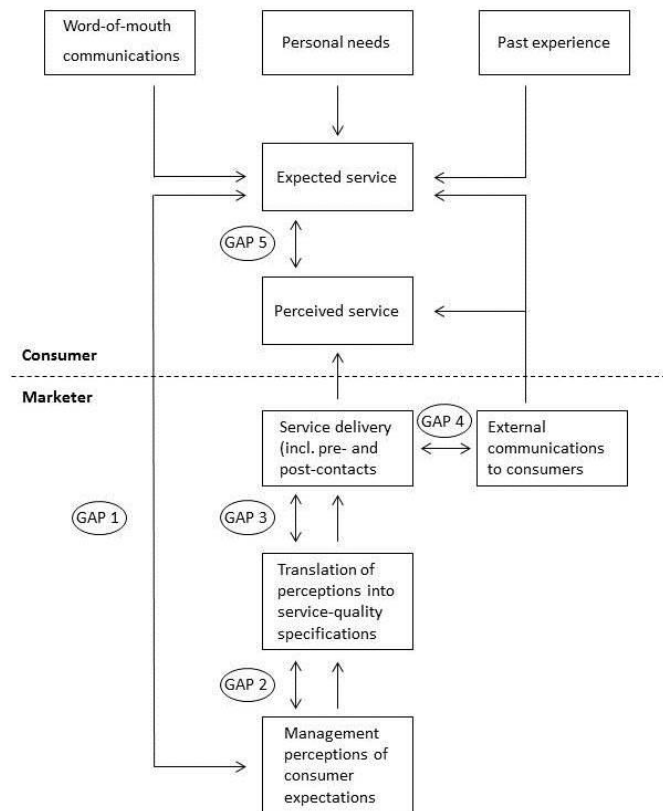 Word-of-mouth
communications
Personal needs
Past experience
Expected service
GAP 5
Perceived service
Consumer
Marketer
Service delivery
(incl. pre- and
post-contacts
GAP 4
External
communications
to consumers
GAP 1
GAP 3
Translation of
perceptions into
service-quality
specifications
GAP 2
Management
perceptions of
consumer
expectations